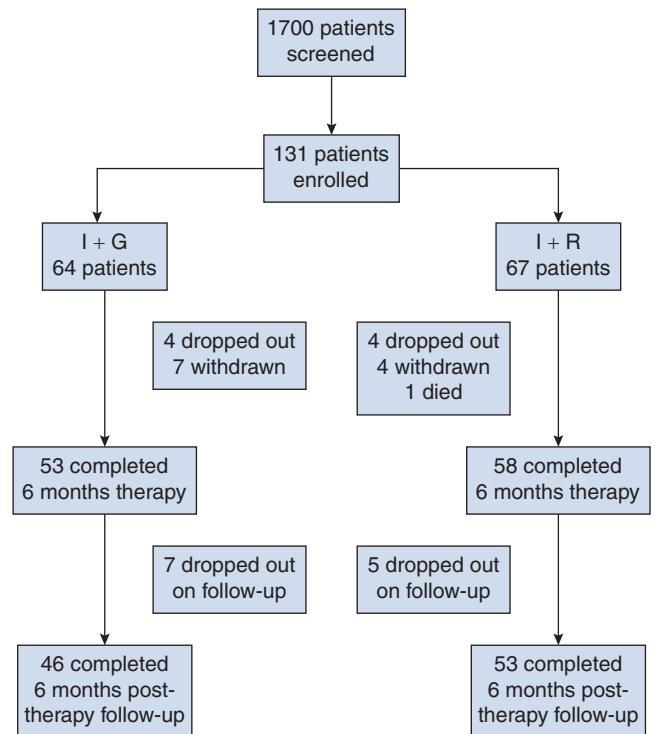 1700 patients
screened
131 patients
enrolled
I + G
64 patients
I + R
67 patients
4 dropped out
7 withdrawn
4 dropped out
4 withdrawn
1 died
53 completed
6 months therapy
58 completed
6 months therapy
7 dropped out
on follow-up
5 dropped out
on follow-up
46 completed
6 months post-
therapy follow-up
53 completed
6 months post-
therapy follow-up